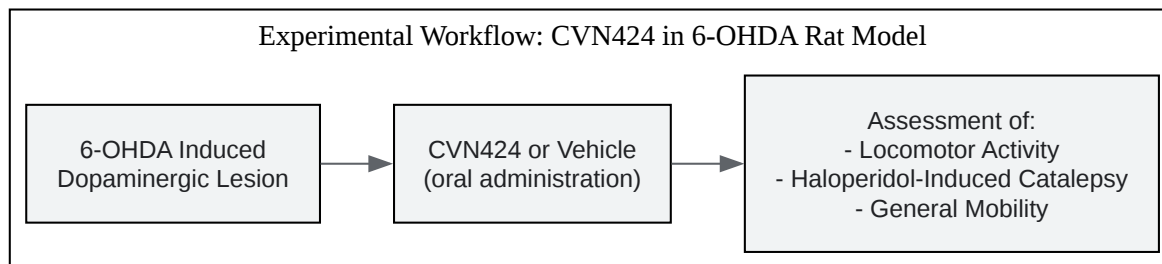 Experimental Workflow: CVN424 in 6-OHDA Rat Model
6-OHDA Induced
Dopaminergic Lesion
CVN424 or Vehicle
(oral administration)
Assessment of:
- Locomotor Activity
- Haloperidol-Induced Catalepsy
- General Mobility